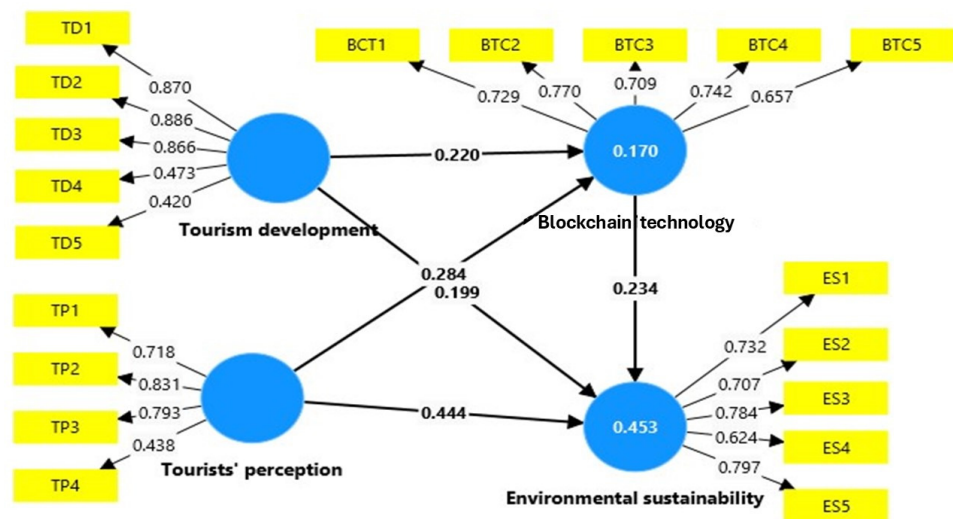 TD1
TD2
TD3
TD4
TD5
0.870
0.886
0.866
0.473
0.420
Tourism development
BCT1
BTC2
BTC3
BTC4
BTC5
0.729
0.770
0.709
0.742
0.657
0.170
Blockchain technology
0.220
0.284
0.199
0.234
0.444
TP1
TP2
TP3
TP4
0.718
0.831
0.793
0.438
Tourists' perception
0.453
Environmental sustainability
0.732
0.707
0.784
0.624
0.797
ES1
ES2
ES3
ES4
ES5